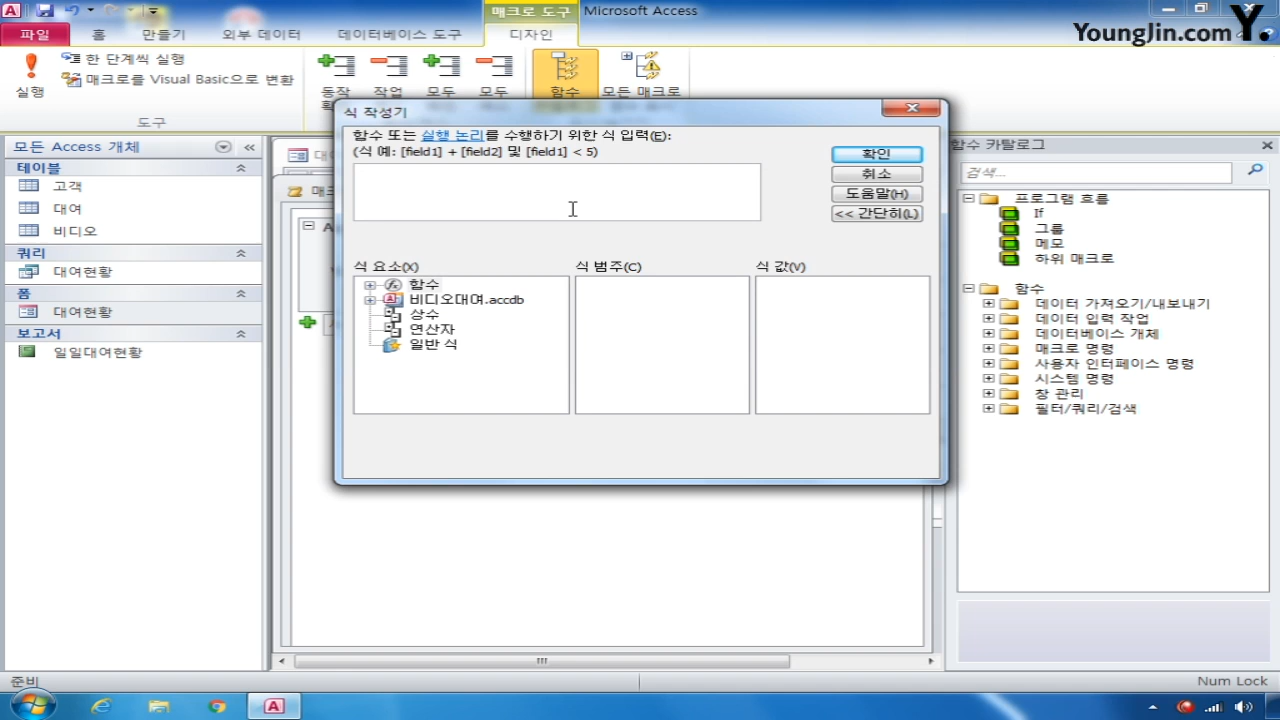 매크로 도구
Microsoft Access
YoungJin.com Y.
파일
홈
만들기
외부 데이터
데이터베이스 도구
디자인
실행
한 단계씩 실행
매크로를 Visual Basic으로 변환
동작
작업
모두
모두
함수
모든 매크로
도구
모든 Access 개체
테이블
고객
대여
비디오
쿼리
대여현황
폼
대여현황
보고서
일일대여현황
식 작성기
함수 또는 실행 논리를 수행하기 위한 식 입력(E):
(식 예: [field1] + [field2] 및 [field1] < 5)
확인
취소
도움말(H)
<< 간단히(L)
식 요소(X)
함수
비디오대여.accdb
상수
연산자
일반 식
식 범주(C)
식 값(V)
함수 카탈로그
검색...
프로그램 흐름
If
그룹
메모
하위 매크로
함수
데이터 가져오기/내보내기
데이터 입력 작업
데이터베이스 개체
매크로 명령
사용자 인터페이스 명령
시스템 명령
창 관리
필터/쿼리/검색
준비
Num Lock